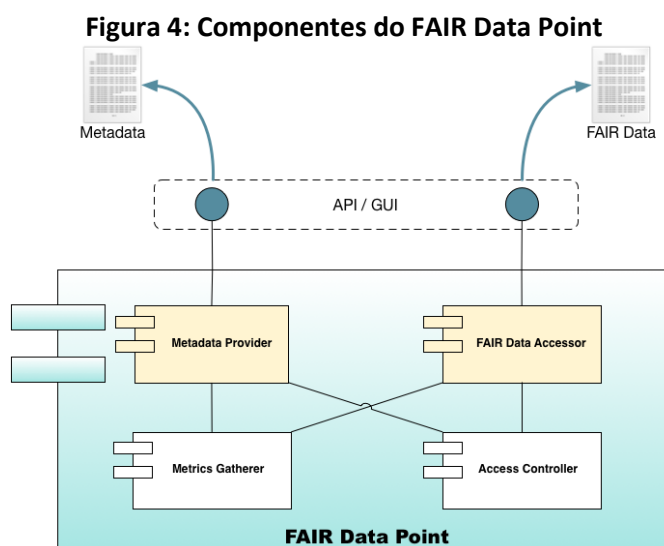 Figura 4: Componentes do FAIR Data Point
Metadata
FAIR Data
API / GUI
Metadata Provider
FAIR Data Accessor
Metrics Gatherer
Access Controller
FAIR Data Point